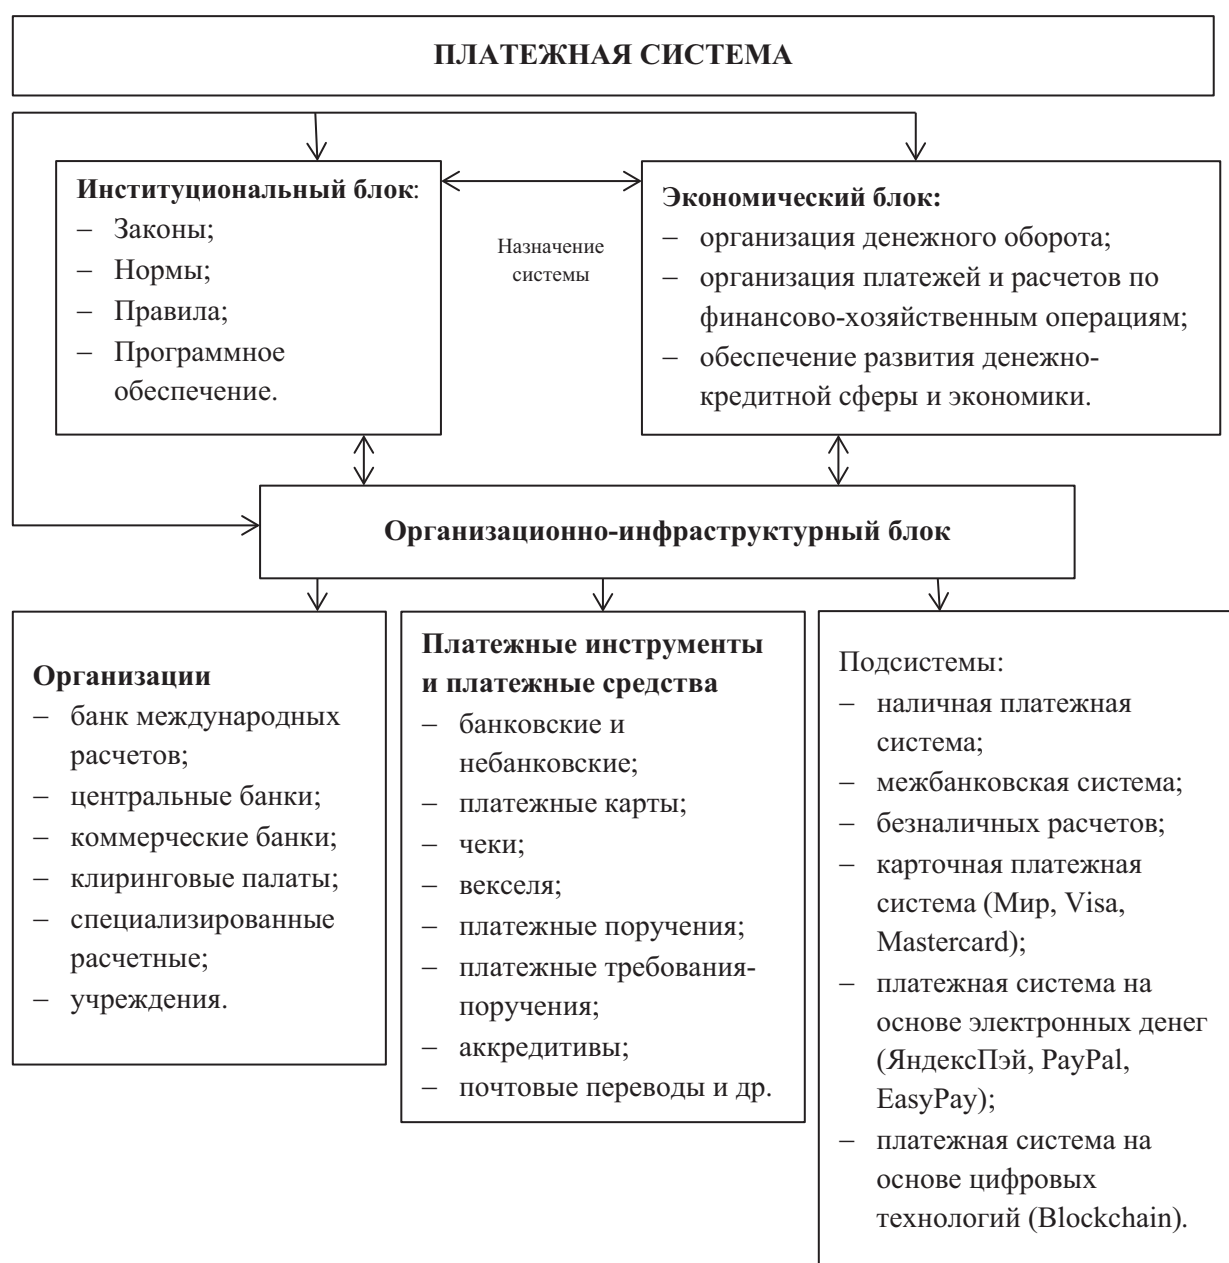 ПЛАТЕЖНАЯ СИСТЕМА
Институциональный блок:
– Законы;
– Нормы;
– Правила;
– Программное
обеспечение.
Назначение
системы
Экономический блок:
– организация денежного оборота;
– организация платежей и расчетов по
финансово-хозяйственным операциям;
– обеспечение развития денежно-
кредитной сферы и экономики.
Организационно-инфраструктурный блок
Организации
– банк международных
расчетов;
– центральные банки;
– коммерческие банки;
– клиринговые палаты;
– специализированные
расчетные;
– учреждения.
Платежные инструменты
и платежные средства
– банковские и
небанковские;
– платежные карты;
– чеки;
– векселя;
– платежные поручения;
– платежные требования-
поручения;
– аккредитивы;
– почтовые переводы и др.
Подсистемы:
– наличная платежная
система;
– межбанковская система;
– безналичных расчетов;
– карточная платежная
система (Мир, Visa,
Mastercard);
– платежная система на
основе электронных денег
(ЯндексПэй, PayPal,
EasyPay);
– платежная система на
основе цифровых
технологий (Blockchain).